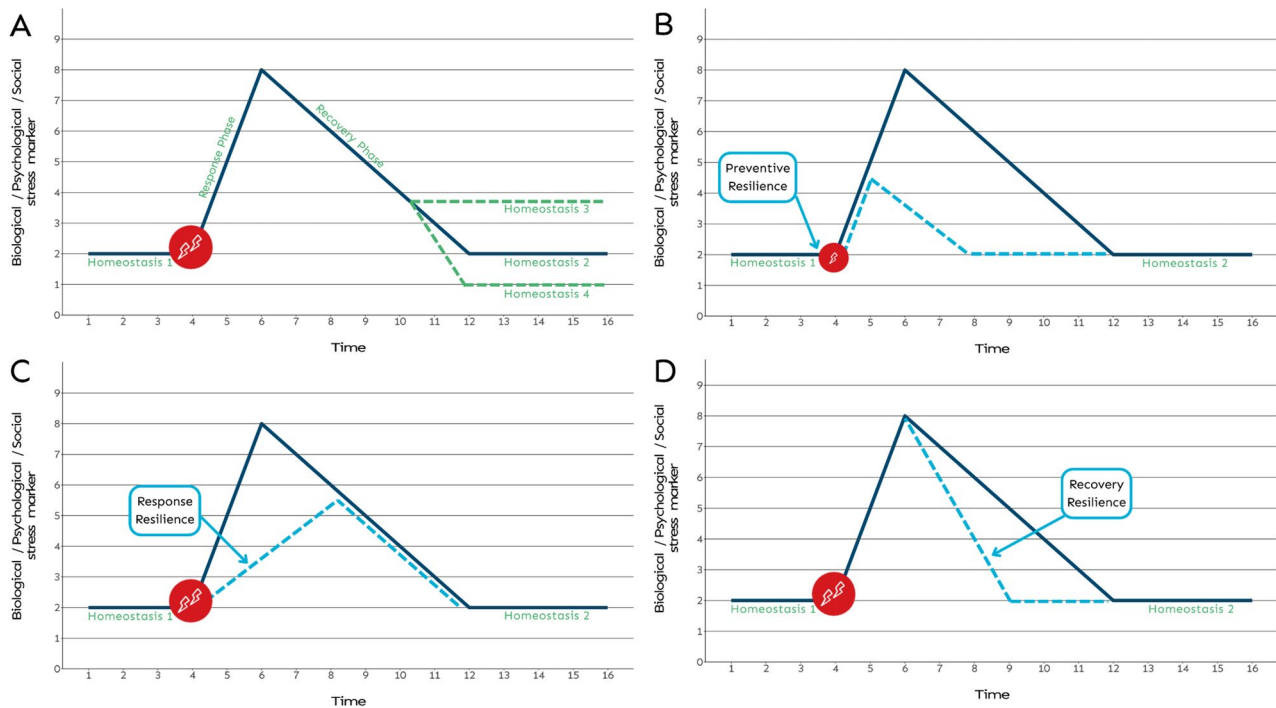 A
Biological / Psychological / Social
stress marker
9
8
7
6
5
4
3
2
1
0
Response Phase
Recovery Phase
Homeostasis 1
Homeostasis 3
Homeostasis 2
Homeostasis 4
1 2 3 4 5 6 7 8 9 10 11 12 13 14 15 16
Time
B
Biological / Psychological / Social
stress marker
9
8
7
6
5
4
3
2
1
0
Preventive
Resilience
Homeostasis 1
Homeostasis 2
1 2 3 4 5 6 7 8 9 10 11 12 13 14 15 16
Time
C
Biological / Psychological / Social
stress marker
9
8
7
6
5
4
3
2
1
0
Response
Resilience
Homeostasis 1
Homeostasis 2
1 2 3 4 5 6 7 8 9 10 11 12 13 14 15 16
Time
D
Biological / Psychological / Social
stress marker
9
8
7
6
5
4
3
2
1
0
Recovery
Resilience
Homeostasis 1
Homeostasis 2
1 2 3 4 5 6 7 8 9 10 11 12 13 14 15 16
Time